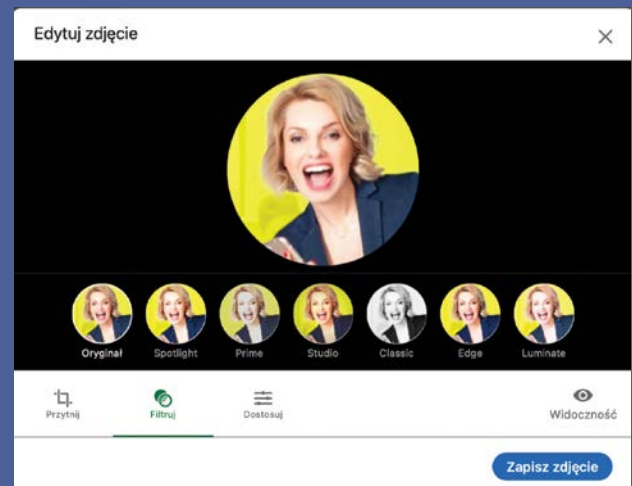 Edytuj zdjęcie
Oryginał Spotlight Prime Studio Classic Edge Luminate
Przytnij Filtruj Dostosuj Widoczność
Zapisz zdjęcie